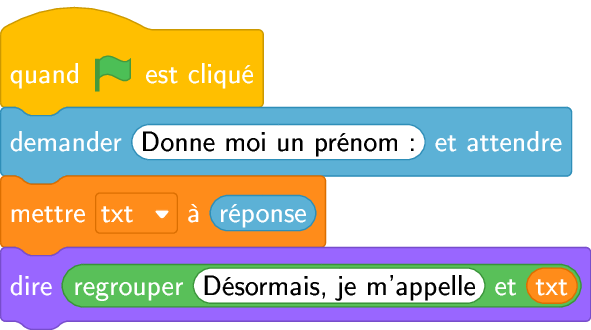 quand est cliqué
demander Donne moi un prénom : et attendre
mettre txt à réponse
dire regrouper Désormais, je m'appelle et txt